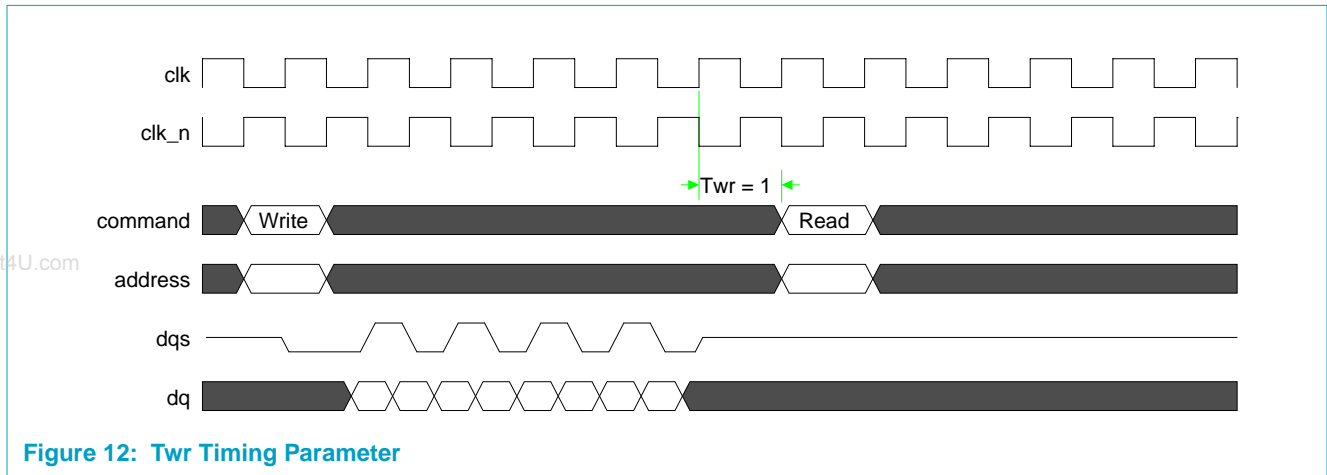 clk
clk_n
Twr = 1
command Write Read
t4U.com
address
dqs
dq
Figure 12: Twr Timing Parameter